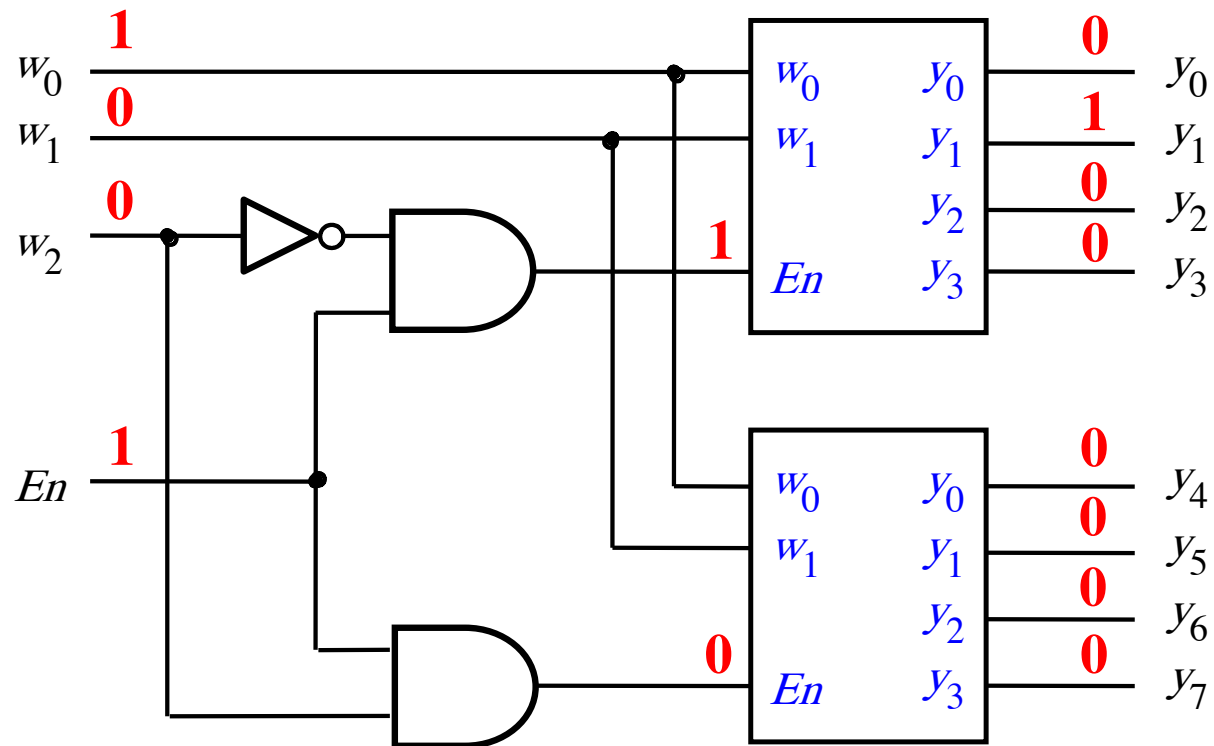 1 0
w0 w0 y0 y0
0 1
w1 w1 y1 y1
0 0
w2 1 y2 y2
0
En y3 y3
1 0
En w0 y0 y4
0
w1 y1 y5
0
y2 y6
0 0
En y3 y7